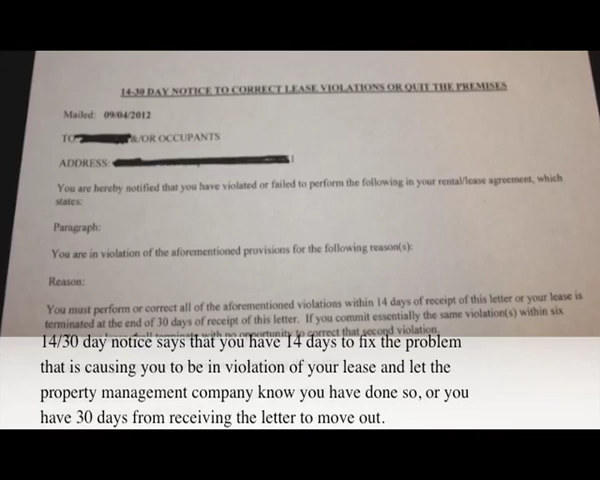 14-30 DAY NOTICE TO CORRECT LEASE VIOLATIONS OR QUIT THE PREMISES
Mailed: 09/04/2012
TO &/OR OCCUPANTS
ADDRESS:
You are hereby notified that you have violated or failed to perform the following in your rental/lease agreement, which
states:
Paragraph:
You are in violation of the aforementioned provisions for the following reason(s):
Reason:
You must perform or correct all of the aforementioned violations within 14 days of receipt of this letter or your lease is
terminated at the end of 30 days of receipt of this letter. If you commit essentially the same violation(s) within six
terminate with no opportunity to correct that second violation.
14/30 day notice says that you have 14 days to fix the problem
that is causing you to be in violation of your lease and let the
property management company know you have done so, or you
have 30 days from receiving the letter to move out.